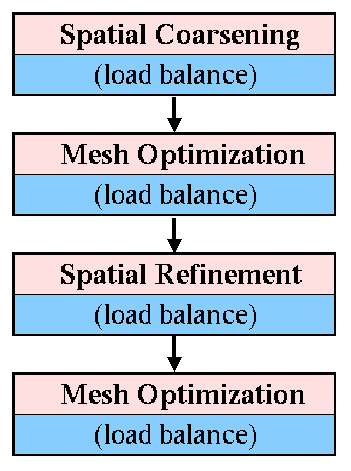 Spatial Coarsening
(load balance)
Mesh Optimization
(load balance)
Spatial Refinement
(load balance)
Mesh Optimization
(load balance)